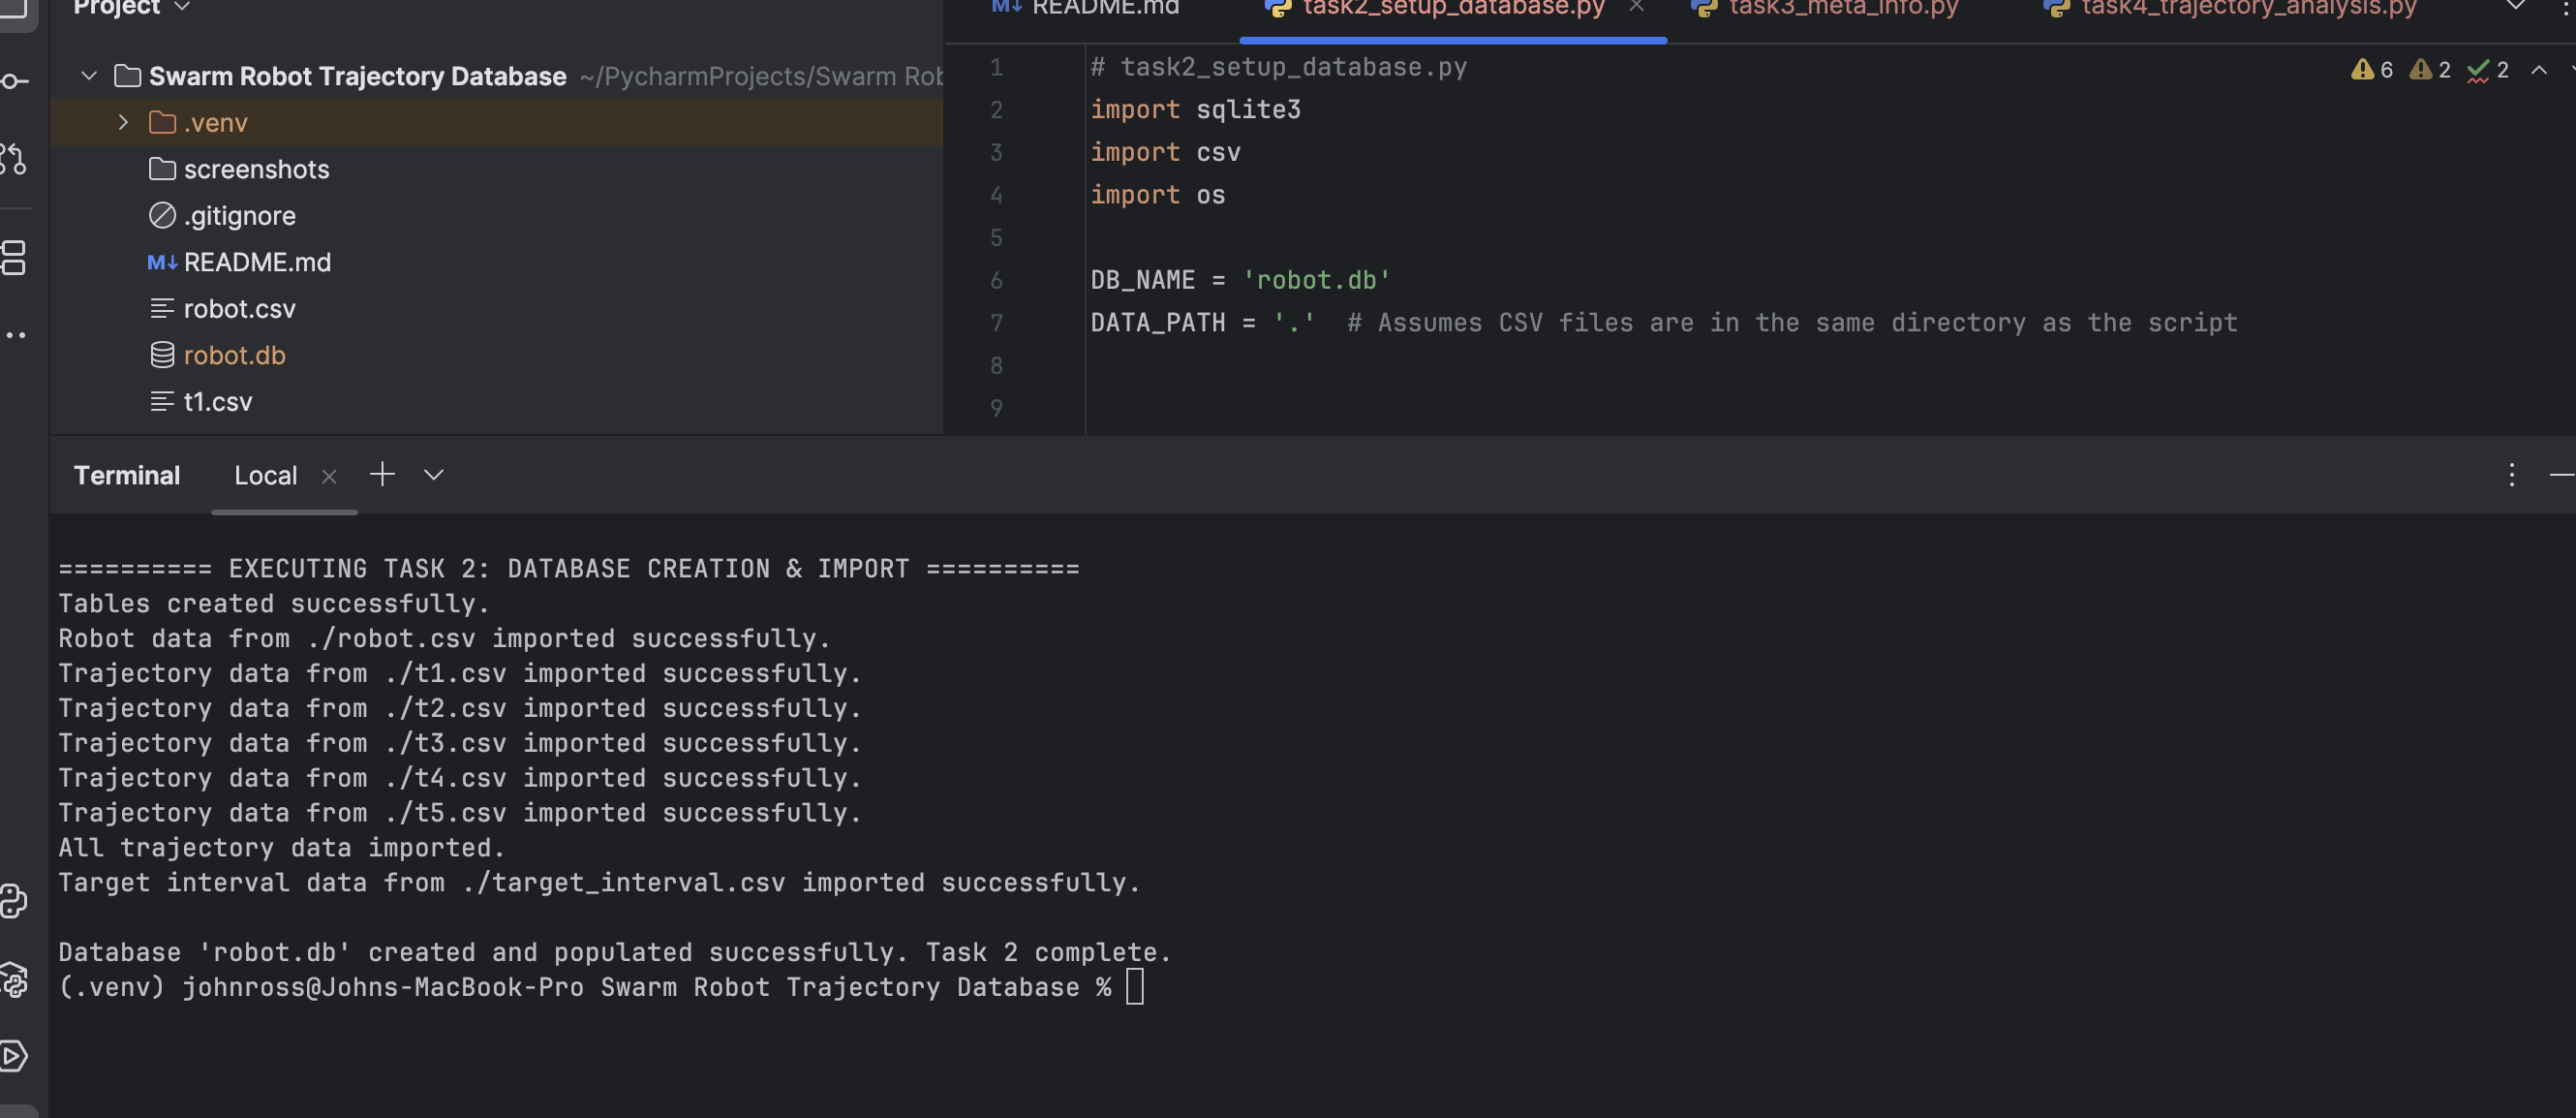 Project
Swarm Robot Trajectory Database ~/PycharmProjects/Swarm Rob
.venv
screenshots
.gitignore
M↓ README.md
robot.csv
robot.db
t1.csv
M↓ README.md task2_setup_database.py task3_meta_info.py task4_trajectory_analysis.py
6 2 2
1 # task2_setup_database.py
2 import sqlite3
3 import csv
4 import os
5
6 DB_NAME = 'robot.db'
7 DATA_PATH = '.' # Assumes CSV files are in the same directory as the script
8
9
Terminal Local
========== EXECUTING TASK 2: DATABASE CREATION & IMPORT ==========
Tables created successfully.
Robot data from ./robot.csv imported successfully.
Trajectory data from ./t1.csv imported successfully.
Trajectory data from ./t2.csv imported successfully.
Trajectory data from ./t3.csv imported successfully.
Trajectory data from ./t4.csv imported successfully.
Trajectory data from ./t5.csv imported successfully.
All trajectory data imported.
Target interval data from ./target_interval.csv imported successfully.
Database 'robot.db' created and populated successfully. Task 2 complete.
(.venv) johnross@Johns-MacBook-Pro Swarm Robot Trajectory Database %